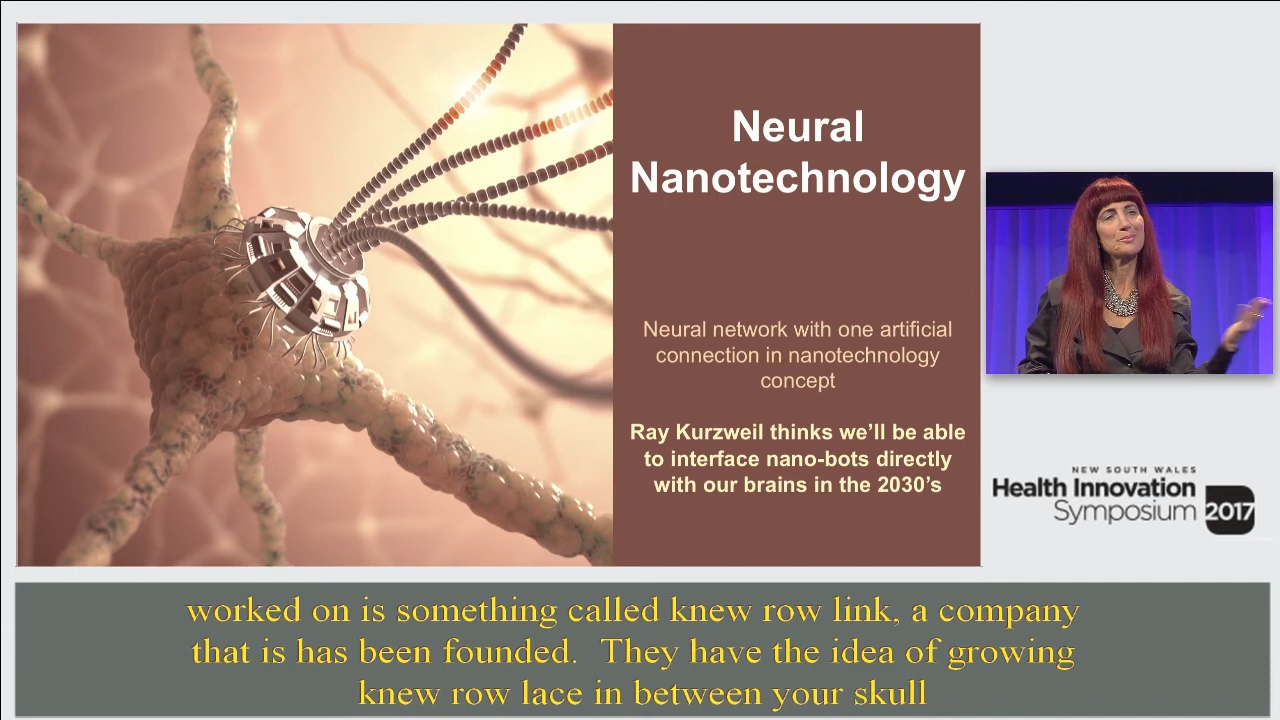 Neural
Nanotechnology
Neural network with one artificial
connection in nanotechnology
concept
Ray Kurzweil thinks we'll be able
to interface nano-bots directly
with our brains in the 2030's
NEW SOUTH WALES
Health Innovation
Symposium 2017
worked on is something called knew row link, a company
that is has been founded.  They have the idea of growing
knew row lace in between your skull